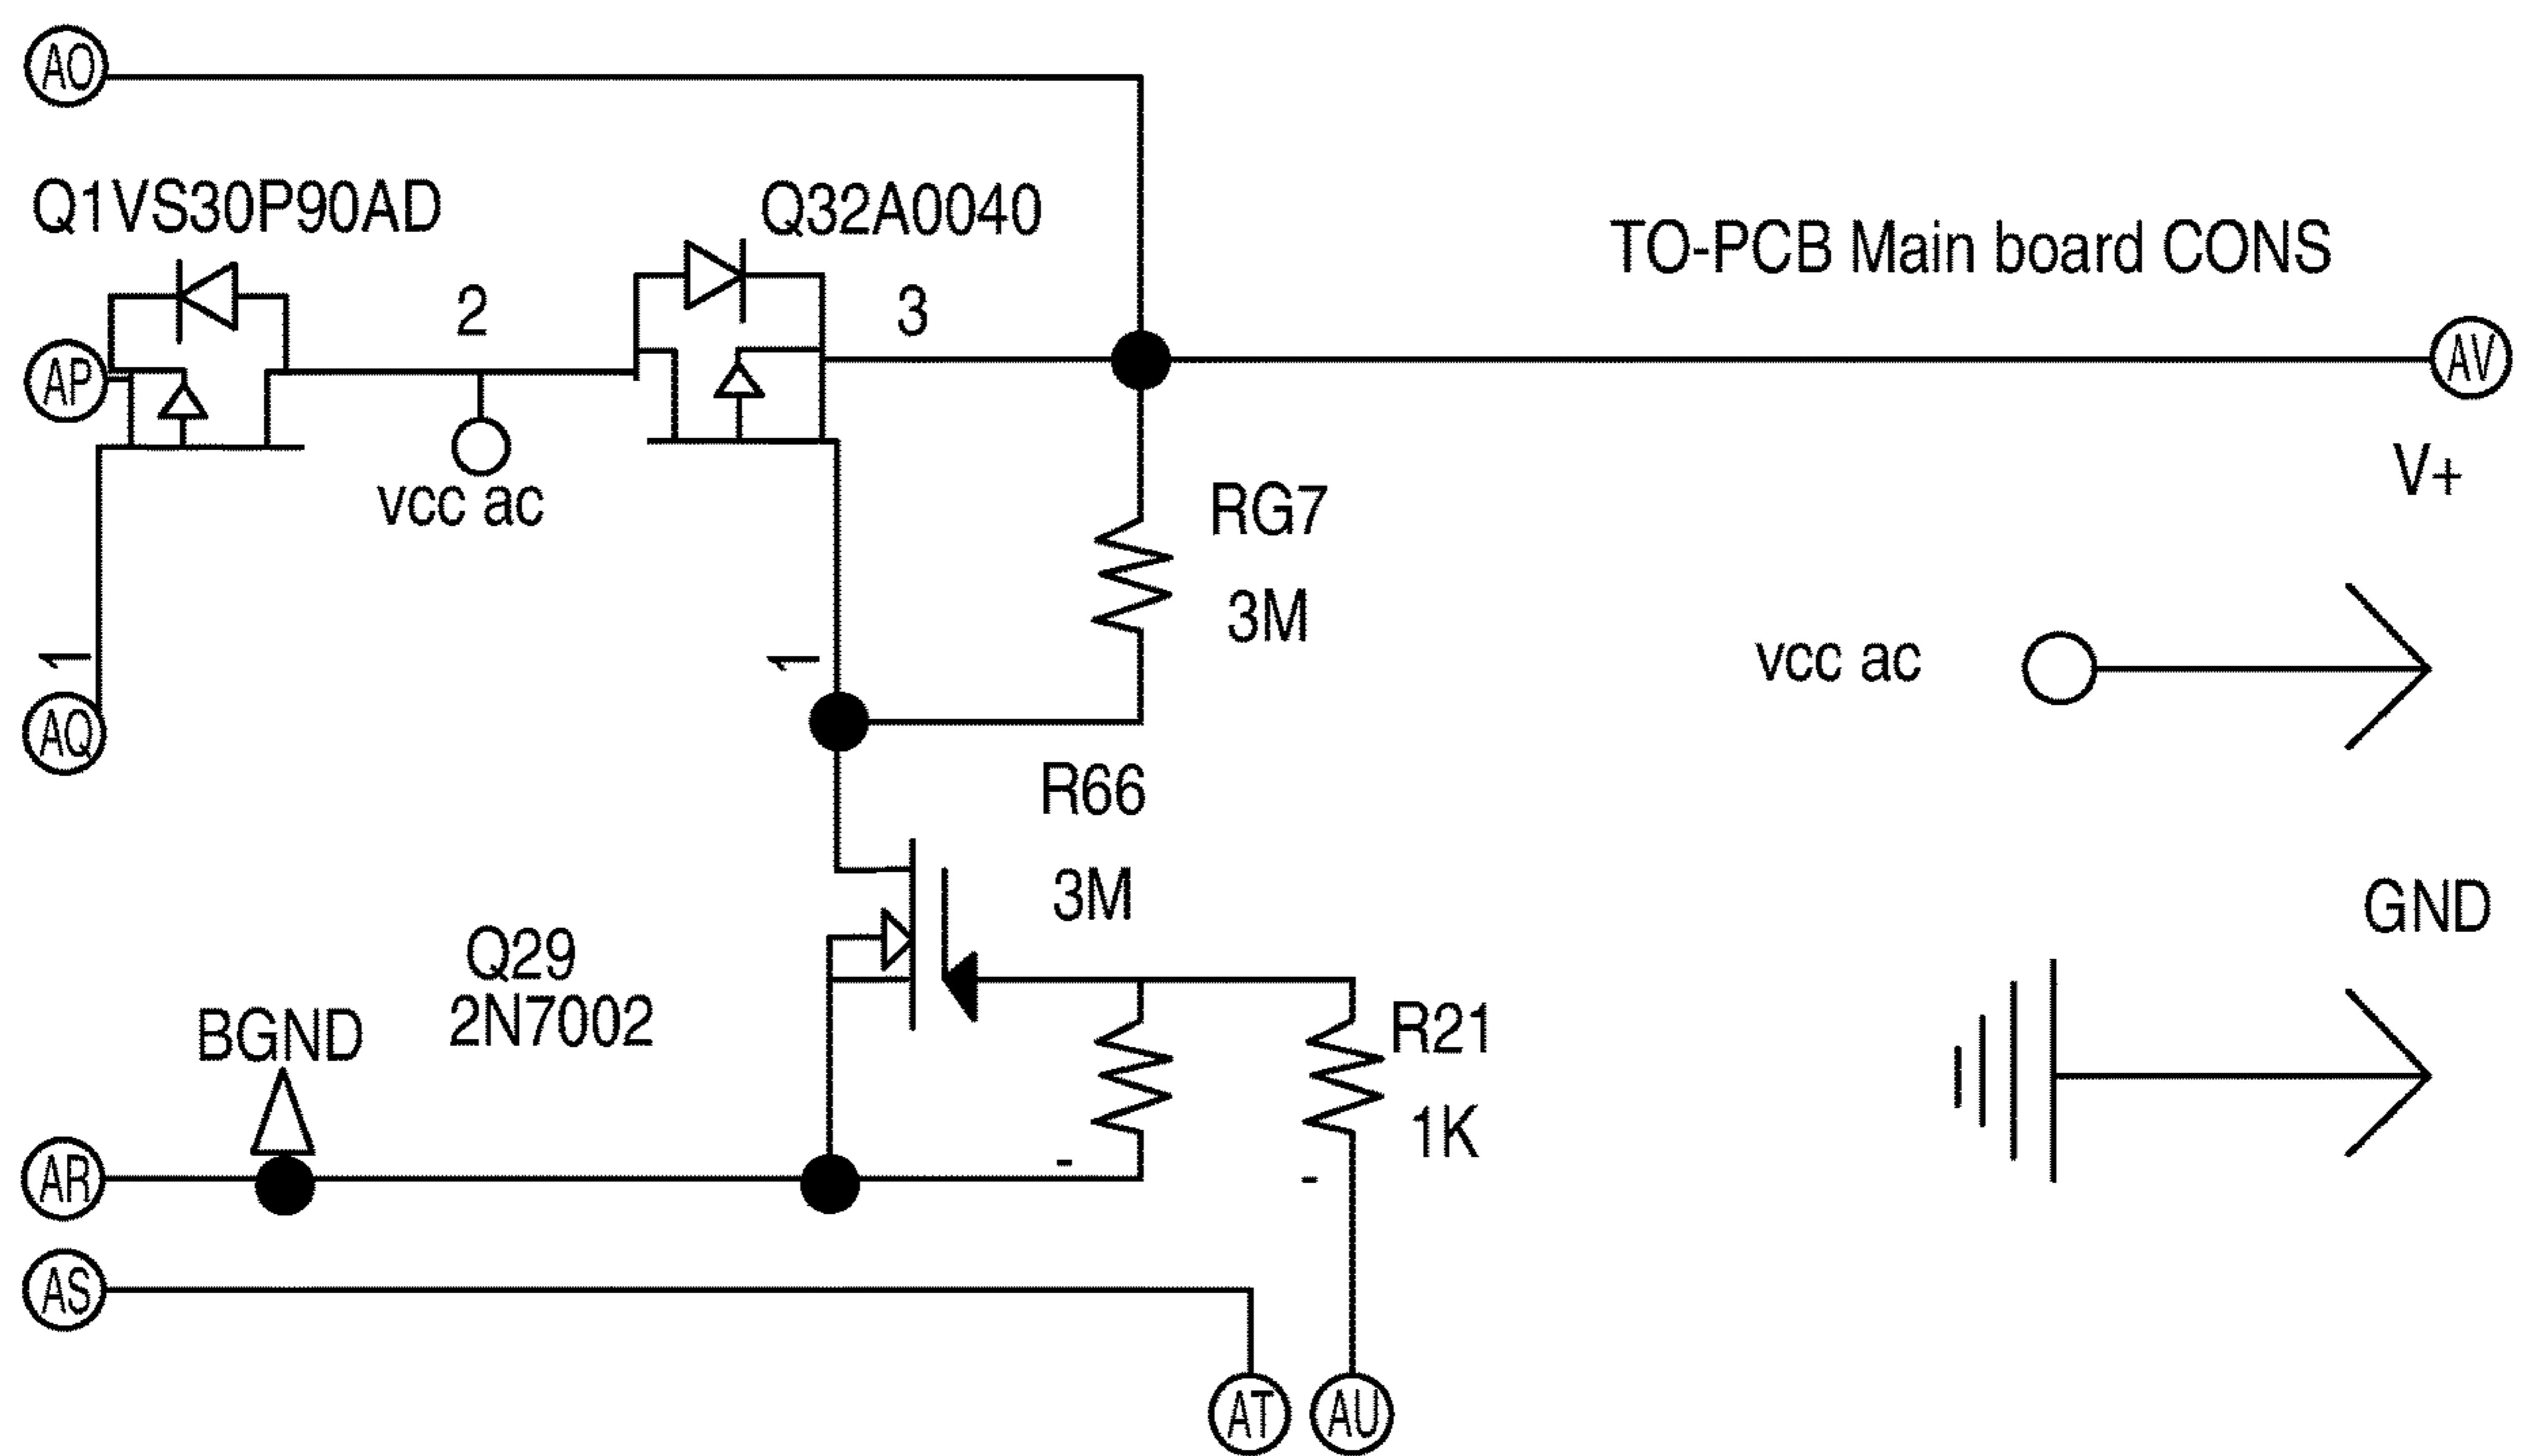 AO
Q1VS30P90AD
Q32A0040
TO-PCB Main board CONS
2
3
AP
AV
vcc ac
V+
RG7
3M
1
1
AQ
vcc ac
R66
3M
GND
Q29
2N7002
BGND
R21
1K
AR
-
-
AS
AT
AU